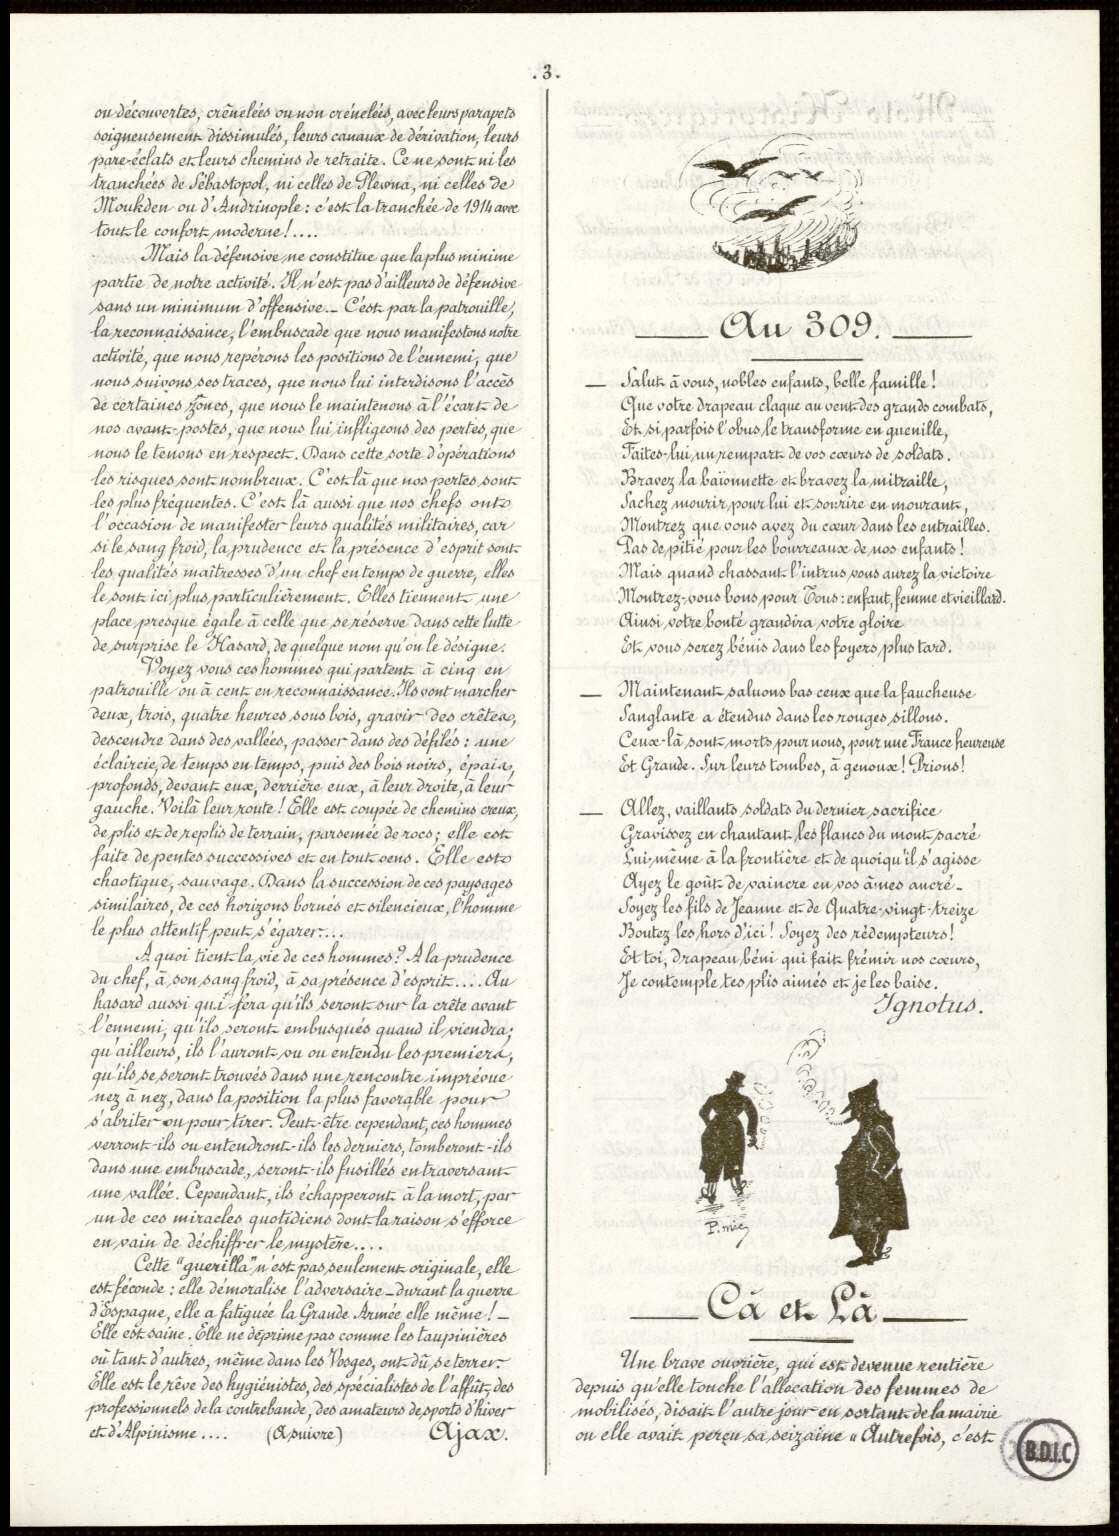 .3.
ou découvertes, crênelées ou non crénelées, avec leurs parapets
soigneusement dissimulés, leurs canaux de dérivation, leurs
pare-éclats et leurs chemins de retraite. Ce ne sont ni les
tranchées de Sébastopol, ni celles de Plewna, ni celles de
Moukden ou d'Andrinople : c'est la tranchée de 1914 avec
tout le confort moderne !....
Mais la défensive ne constitue que la plus minime
partie de notre activité. Il n'est pas d'ailleurs de défensive
sans un minimum d'offensive._ C'est par la patrouille,
la reconnaissance, l'embuscade que nous manifestons notre
activité, que nous repérons les positions de l'ennemi, que
nous suivons ses traces, que nous lui interdisons l'accès
de certaines zônes, que nous le maintenons à l'écart de
nos avant-postes, que nous lui infligeons des pertes, que
nous le tenons en respect. Dans cette sorte d'opérations
les risques sont nombreux. C'est là que nos pertes sont
les plus fréquentes. C'est là aussi que nos chefs ont
l'occasion de manifester leurs qualités militaires, car
si le sang froid, la prudence et la présence d'esprit sont
les qualités maîtresses d'un chef en temps de guerre, elles
le sont ici plus particulièrement. Elles tiennent une
place presque égale à celle que se réserve dans cette lutte
de surprise le Hasard, de quelque nom qu'on le désigne.
Voyez vous ces hommes qui partent à cinq en
patrouille ou à cent en reconnaissance. Ils vont marcher
deux, trois, quatre heures sous bois, gravir des crêtes,
descendre dans des vallées, passer dans des défilés : une
éclaircie, de temps en temps, puis des bois noirs, épais,
profonds, devant eux, derrière eux, à leur droite, à leur
gauche. Voilà leur route ! Elle est coupée de chemins creux,
de plis et de replis de terrain, parsemée de rocs ; elle est
faite de pentes successives et en tout sens. Elle est
chaotique, sauvage. Dans la succession de ces paysages
similaires, de ces horizons bornés et silencieux, l'homme
le plus attentif peut s'égarer....
A quoi tient la vie de ces hommes ? A la prudence
du chef, à son sang froid, à sa présence d'esprit.... Au
hasard aussi qui fera qu'ils seront sur la crête avant
l'ennemi, qu'ils seront embusqués quand il viendra ;
qu'ailleurs, ils l'auront vu ou entendu les premiers,
qu'ils se seront trouvés dans une rencontre imprévue
nez à nez, dans la position la plus favorable pour
s'abriter ou pour tirer. Peut-être cependant, ces hommes
verront-ils ou entendront-ils les derniers, tomberont-ils
dans une embuscade, seront-ils fusillés en traversant
une vallée. Cependant, ils échapperont à la mort, par
un de ces miracles quotidiens dont la raison s'efforce
en vain de déchiffrer le mystère....
Cette "guerilla" n'est pas seulement originale, elle
est féconde : elle démoralise l'adversaire _ durant la guerre
d'Espagne, elle a fatiguée la Grande Armée elle même ! _
Elle est saine. Elle ne déprime pas comme les taupinières
où tant d'autres, même dans les Vosges, ont dû se terrer.
Elle est le rêve des hygiénistes, des spécialistes de l'affût, des
professionnels de la contrebande, des amateurs de sports d'hiver
et d'Alpinisme .... (A suivre) Ajax.
Au 309.
_ Salut à vous, nobles enfants, belle famille !
Que votre drapeau claque au vent des grands combats,
Et si parfois l'obus le transforme en guenille,
Faites-lui un rempart de vos cœurs de soldats.
Bravez la baïonnette et bravez la mitraille,
Sachez mourir pour lui et sourire en mourant,
Montrez que vous avez du cœur dans les entrailles.
Pas de pitié pour les bourreaux de nos enfants !
Mais quand chassant l'intrus vous aurez la victoire
Montrez-vous bons pour Tous : enfant, femme et vieillard.
Ainsi votre bonté grandira votre gloire
Et vous serez bénis dans les foyers plus tard.
_ Maintenant saluons bas ceux que la faucheuse
Sanglante a étendus dans les rouges sillons.
Ceux-là sont morts pour nous, pour une France heureuse
Et Grande. Sur leurs tombes, à genoux ! Prions !
_ Allez, vaillants soldats du dernier sacrifice
Gravissez en chantant les flancs du mont sacré
Lui-même à la frontière et de quoiqu'il s'agisse
Ayez le goût de vaincre en vos âmes ancré _
Soyez les fils de Jeanne et de Quatre-vingt-treize
Boutez les hors d'ici ! Soyez des rédempteurs !
Et toi, drapeau béni qui fait frémir nos cœurs,
Je contemple tes plis aimés et je les baise.
Ignotus.
Cà et Là
Une brave ouvrière, qui est devenue rentière
depuis qu'elle touche l'allocation des femmes de
mobilisés, disait l'autre jour en sortant de la mairie
ou elle avait perçu sa seizaine " Autrefois, c'est
B.D.I.C